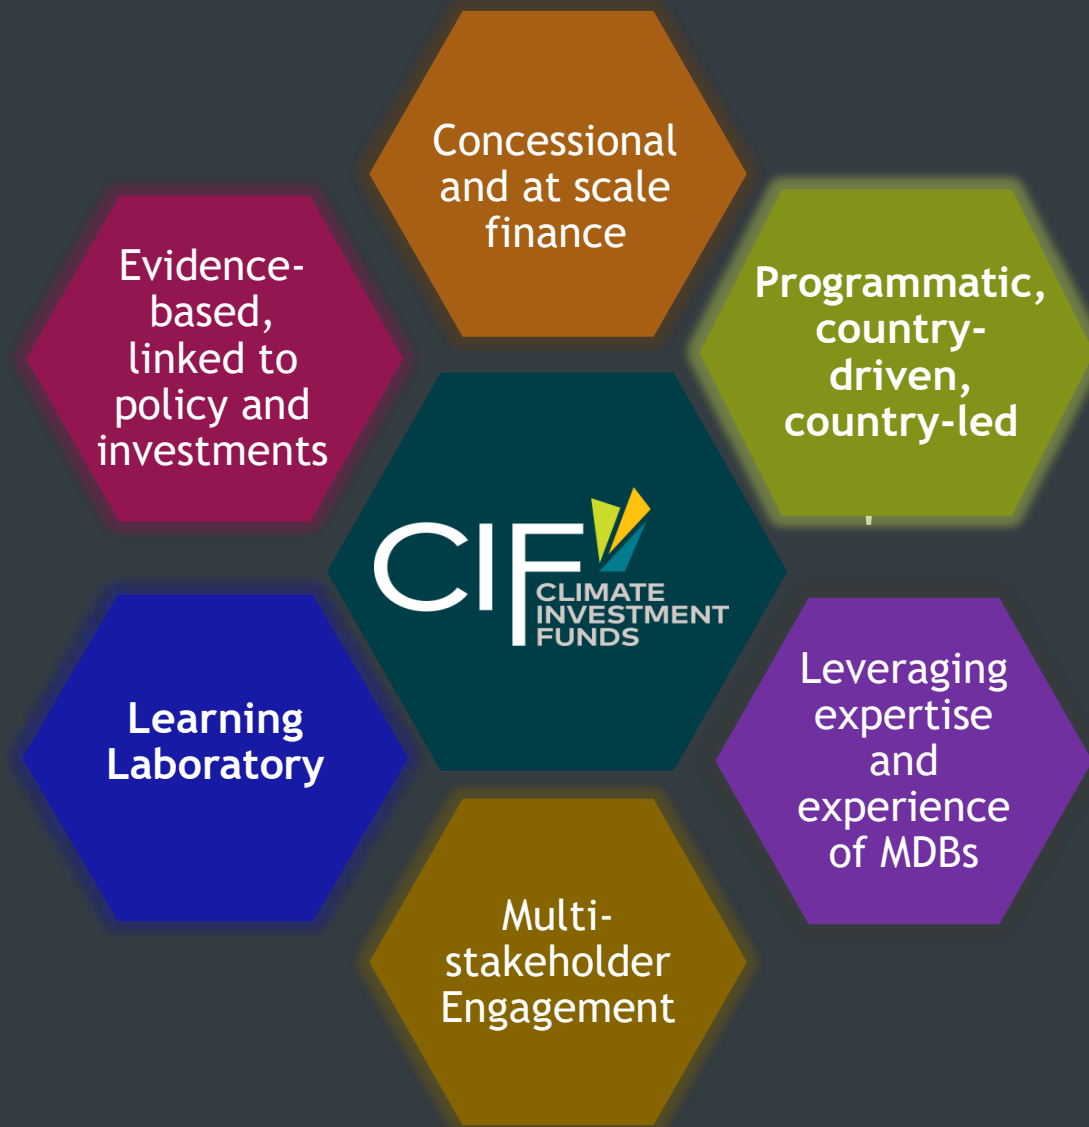 Concessional
and at scale
finance
Evidence-
based,
linked to
policy and
investments
Programmatic,
country-
driven,
country-led
CIF
CLIMATE
INVESTMENT
FUNDS
Learning
Laboratory
Leveraging
expertise
and
experience
of MDBs
Multi-
stakeholder
Engagement